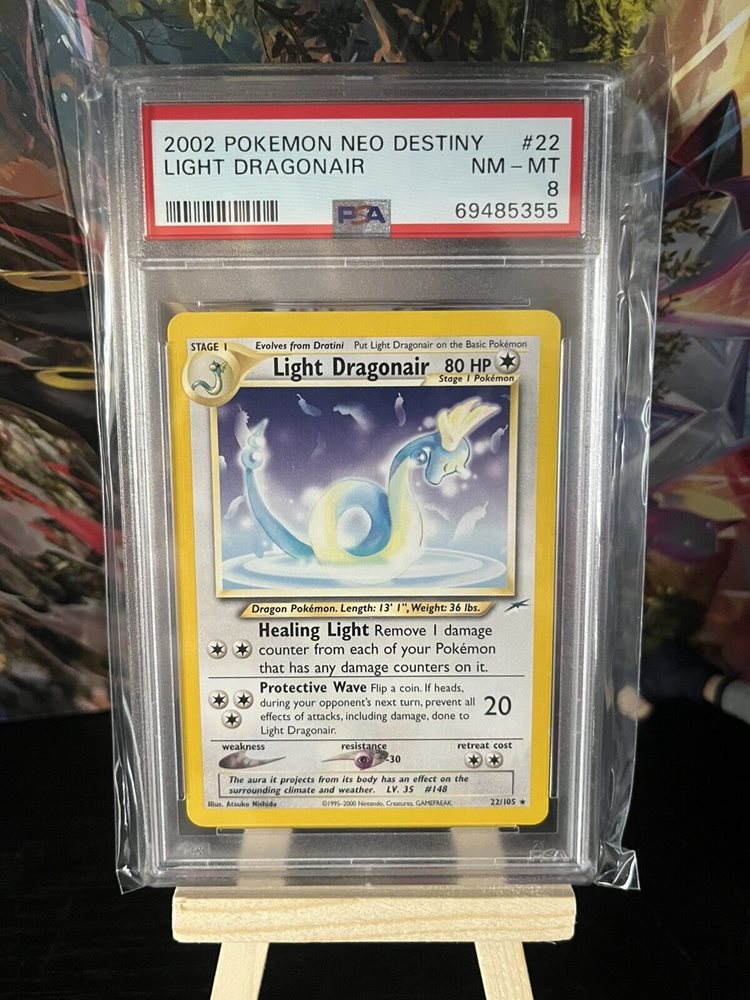 2002 POKEMON NEO DESTINY #22
LIGHT DRAGONAIR NM - MT
8
PSA 69485355
STAGE 1 Evolves from Dratini Put Light Dragonair on the Basic Pokémon
Light Dragonair 80 HP
Stage 1 Pokémon
Dragon Pokémon. Length: 13' 1", Weight: 36 lbs.
Healing Light Remove 1 damage
counter from each of your Pokémon
that has any damage counters on it.
Protective Wave Flip a coin. If heads,
during your opponent's next turn, prevent all
effects of attacks, including damage, done to
Light Dragonair.
20
weakness resistance retreat cost
-30
The aura it projects from its body has an effect on the
surrounding climate and weather. LV. 35 #148
Illus. Atsuko Nishida ©1995-2000 Nintendo, Creatures, GAMEFREAK. 22/105 ★